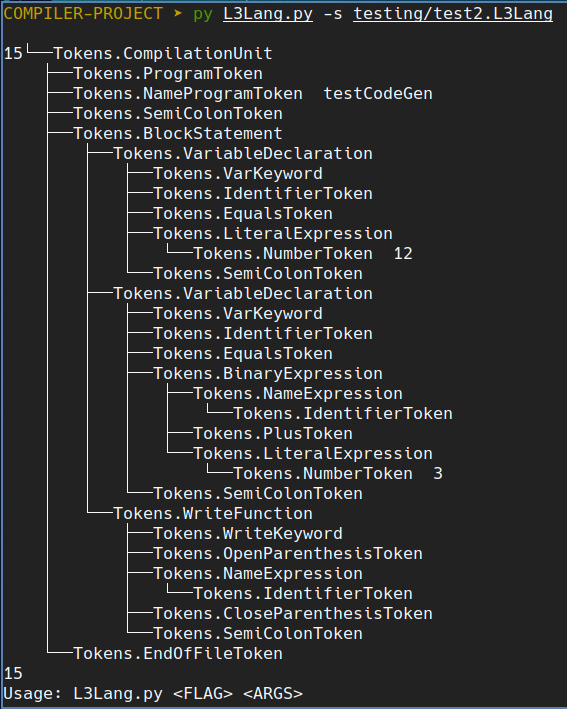 COMPILER-PROJECT ➤ py L3Lang.py -s testing/test2.L3Lang
15└──Tokens.CompilationUnit
├──Tokens.ProgramToken
├──Tokens.NameProgramToken  testCodeGen
├──Tokens.SemiColonToken
├──Tokens.BlockStatement
│   ├──Tokens.VariableDeclaration
│   │   ├──Tokens.VarKeyword
│   │   ├──Tokens.IdentifierToken
│   │   ├──Tokens.EqualsToken
│   │   ├──Tokens.LiteralExpression
│   │   │   └──Tokens.NumberToken  12
│   │   └──Tokens.SemiColonToken
│   ├──Tokens.VariableDeclaration
│   │   ├──Tokens.VarKeyword
│   │   ├──Tokens.IdentifierToken
│   │   ├──Tokens.EqualsToken
│   │   ├──Tokens.BinaryExpression
│   │   │   ├──Tokens.NameExpression
│   │   │   │   └──Tokens.IdentifierToken
│   │   │   ├──Tokens.PlusToken
│   │   │   └──Tokens.LiteralExpression
│   │   │       └──Tokens.NumberToken  3
│   │   └──Tokens.SemiColonToken
│   └──Tokens.WriteFunction
│       ├──Tokens.WriteKeyword
│       ├──Tokens.OpenParenthesisToken
│       ├──Tokens.NameExpression
│       │   └──Tokens.IdentifierToken
│       ├──Tokens.CloseParenthesisToken
│       └──Tokens.SemiColonToken
└──Tokens.EndOfFileToken
15
Usage: L3Lang.py <FLAG> <ARGS>